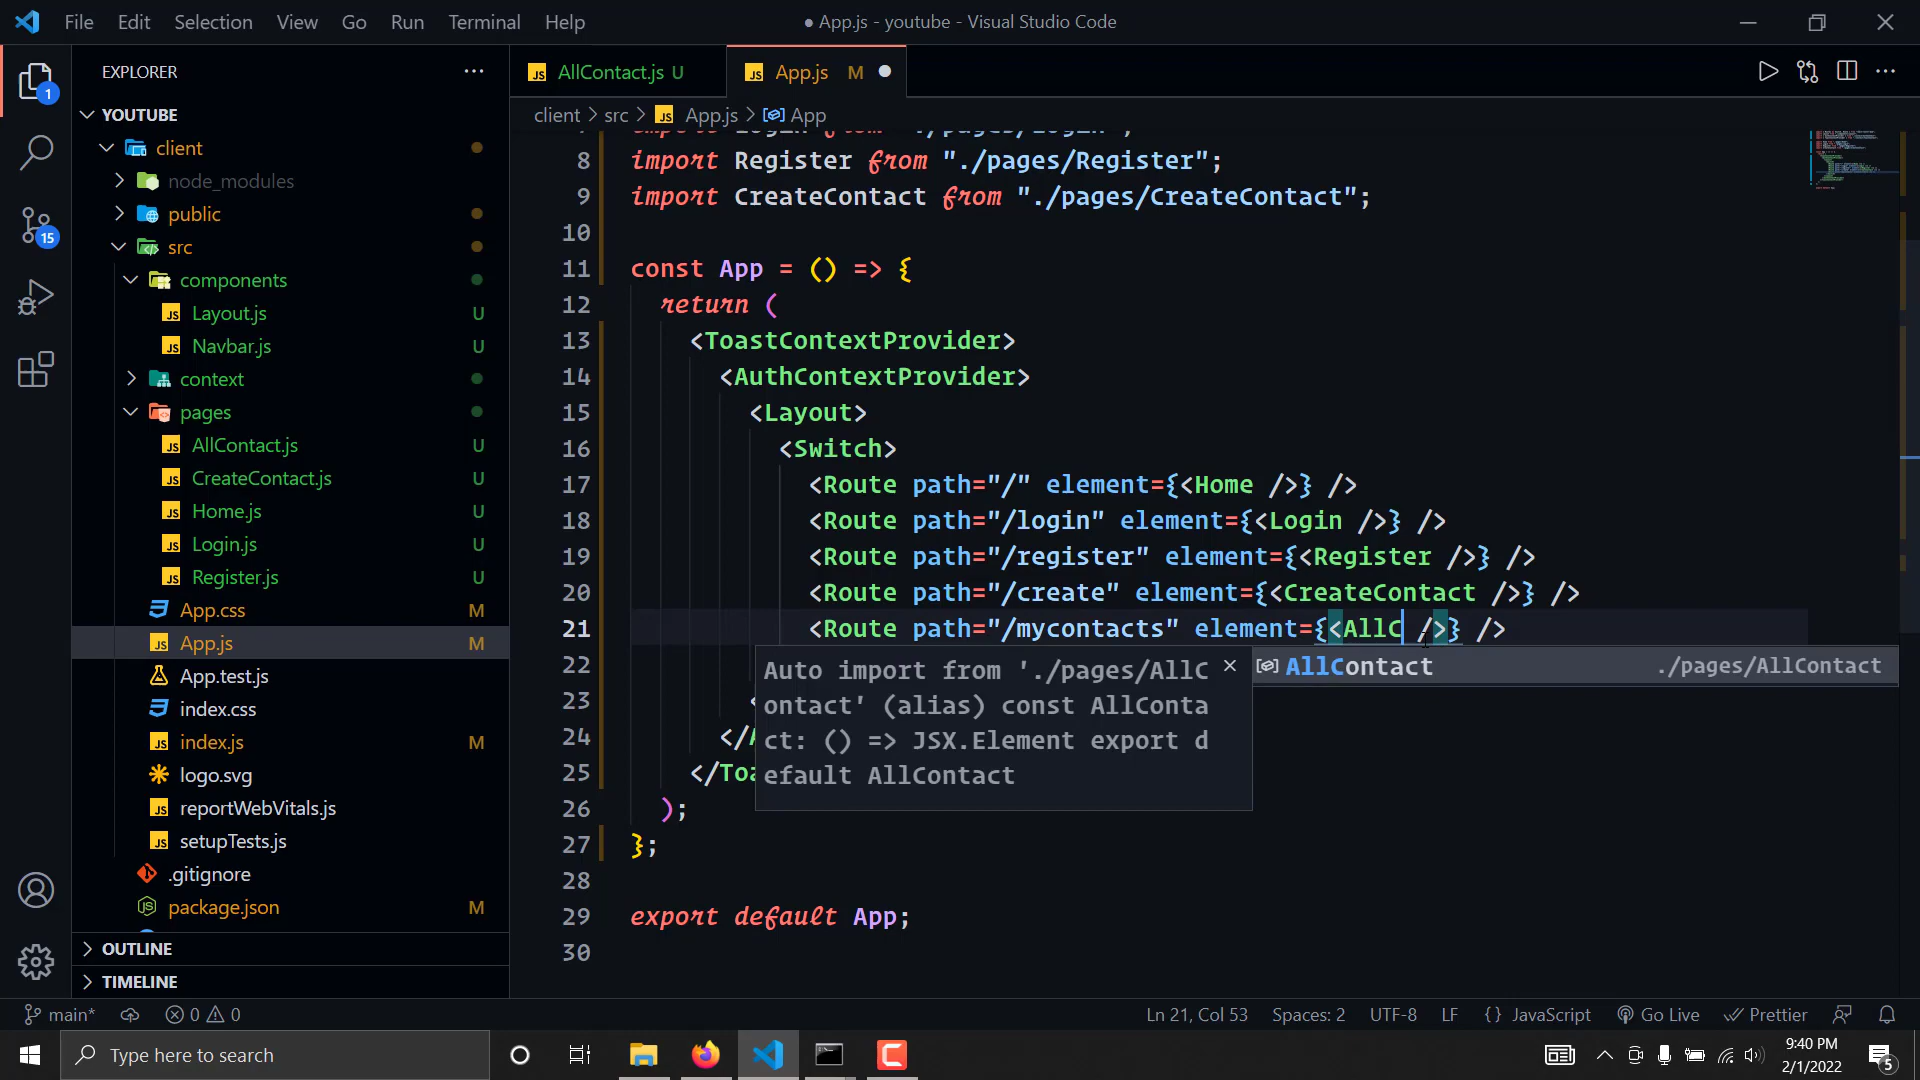 File Edit Selection View Go Run Terminal Help
● App.js - youtube - Visual Studio Code
EXPLORER
1
15
YOUTUBE
client
node_modules
public
src
components
Layout.js U
Navbar.js U
context
pages
AllContact.js U
CreateContact.js U
Home.js U
Login.js U
Register.js U
App.css M
App.js M
App.test.js
index.css
index.js M
logo.svg
reportWebVitals.js
setupTests.js
.gitignore
package.json M
OUTLINE
TIMELINE
JS AllContact.js U
JS App.js M ●
client > src > JS App.js > App
8 import Register from "./pages/Register";
9 import CreateContact from "./pages/CreateContact";
10
11 const App = () => {
12 return (
13 <ToastContextProvider>
14 <AuthContextProvider>
15 <Layout>
16 <Switch>
17 <Route path="/" element={<Home />} />
18 <Route path="/login" element={<Login />} />
19 <Route path="/register" element={<Register />} />
20 <Route path="/create" element={<CreateContact />} />
21 <Route path="/mycontacts" element={<AllC />} />
22
23 <
24 </A
25 </Toa
26 );
27 };
28
29 export default App;
30
Auto import from './pages/AllC
ontact' (alias) const AllConta
ct: () => JSX.Element export d
efault AllContact
AllContact ./pages/AllContact
main* 0 0
Ln 21, Col 53 Spaces: 2 UTF-8 LF {} JavaScript Go Live Prettier
Type here to search
9:40 PM
2/1/2022
5